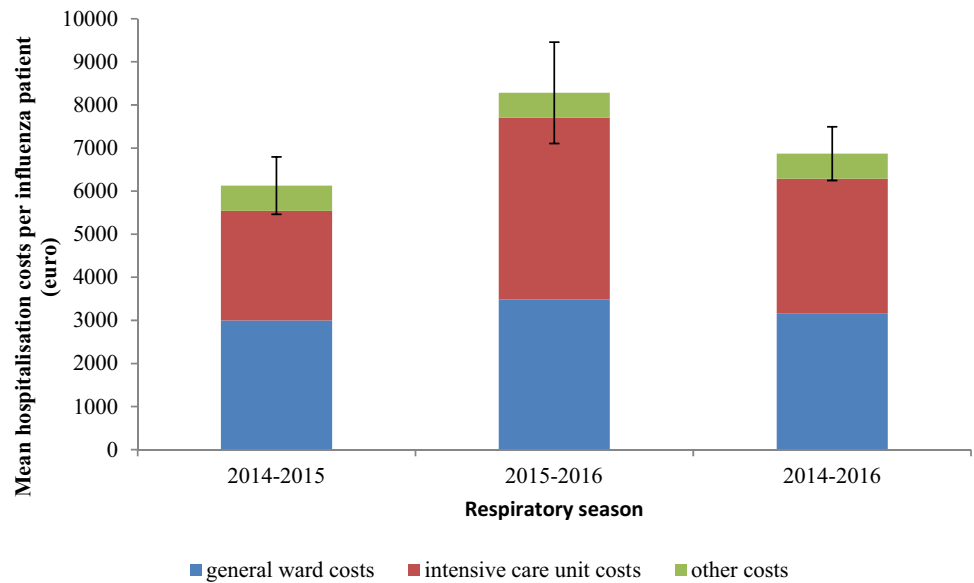 Mean hospitalisation costs per influenza patient
(euro)
10000
9000
8000
7000
6000
5000
4000
3000
2000
1000
0
2014-2015 2015-2016 2014-2016
Respiratory season
general ward costs intensive care unit costs other costs